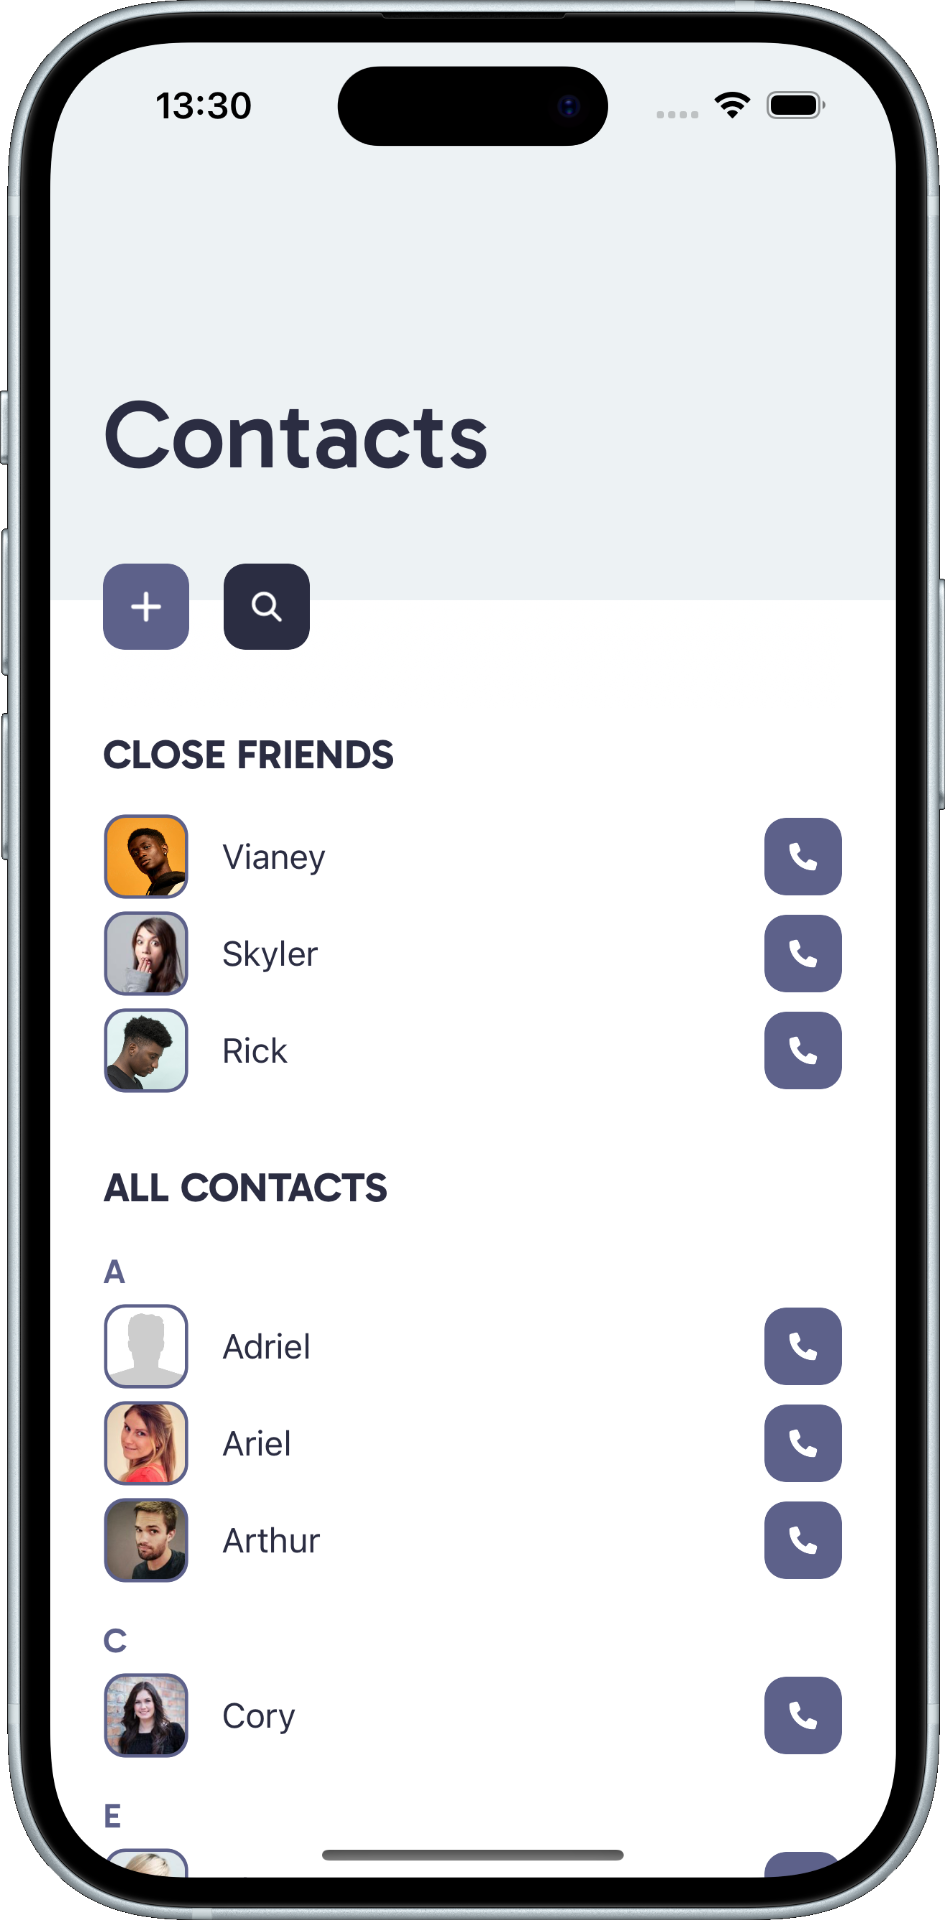 13:30
Contacts
CLOSE FRIENDS
Vianey
Skyler
Rick
ALL CONTACTS
A
Adriel
Ariel
Arthur
C
Cory
E